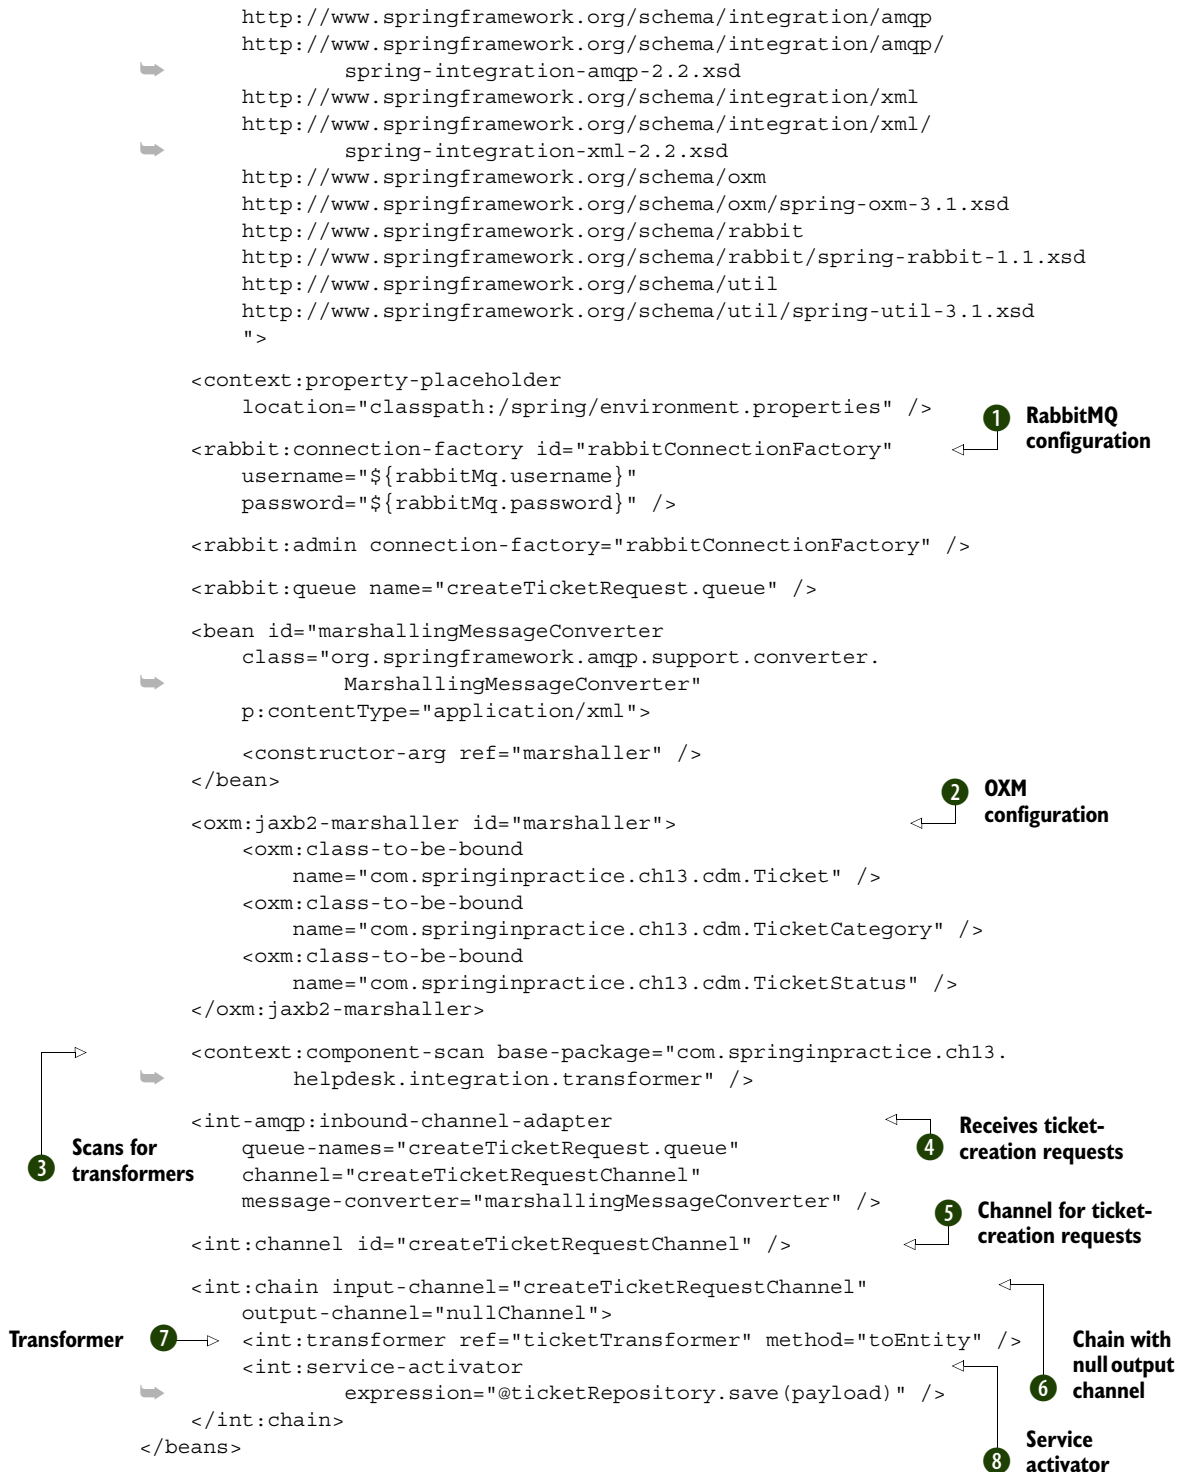 http://www.springframework.org/schema/integration/amqp
http://www.springframework.org/schema/integration/amqp/
spring-integration-amqp-2.2.xsd
http://www.springframework.org/schema/integration/xml
http://www.springframework.org/schema/integration/xml/
spring-integration-xml-2.2.xsd
http://www.springframework.org/schema/oxm
http://www.springframework.org/schema/oxm/spring-oxm-3.1.xsd
http://www.springframework.org/schema/rabbit
http://www.springframework.org/schema/rabbit/spring-rabbit-1.1.xsd
http://www.springframework.org/schema/util
http://www.springframework.org/schema/util/spring-util-3.1.xsd
">
<context:property-placeholder
location="classpath:/spring/environment.properties" />
1 RabbitMQ
configuration
<rabbit:connection-factory id="rabbitConnectionFactory"
username="${rabbitMq.username}"
password="${rabbitMq.password}" />
<rabbit:admin connection-factory="rabbitConnectionFactory" />
<rabbit:queue name="createTicketRequest.queue" />
<bean id="marshallingMessageConverter
class="org.springframework.amqp.support.converter.
MarshallingMessageConverter"
p:contentType="application/xml">
<constructor-arg ref="marshaller" />
</bean>
2 OXM
configuration
<oxm:jaxb2-marshaller id="marshaller">
<oxm:class-to-be-bound
name="com.springinpractice.ch13.cdm.Ticket" />
<oxm:class-to-be-bound
name="com.springinpractice.ch13.cdm.TicketCategory" />
<oxm:class-to-be-bound
name="com.springinpractice.ch13.cdm.TicketStatus" />
</oxm:jaxb2-marshaller>
<context:component-scan base-package="com.springinpractice.ch13.
helpdesk.integration.transformer" />
3 Scans for
transformers
<int-amqp:inbound-channel-adapter
queue-names="createTicketRequest.queue"
channel="createTicketRequestChannel"
message-converter="marshallingMessageConverter" />
4 Receives ticket-
creation requests
5 Channel for ticket-
creation requests
<int:channel id="createTicketRequestChannel" />
<int:chain input-channel="createTicketRequestChannel"
output-channel="nullChannel">
Transformer 7
<int:transformer ref="ticketTransformer" method="toEntity" />
<int:service-activator
expression="@ticketRepository.save(payload)" />
</int:chain>
</beans>
Chain with
null output
6 channel
Service
8 activator